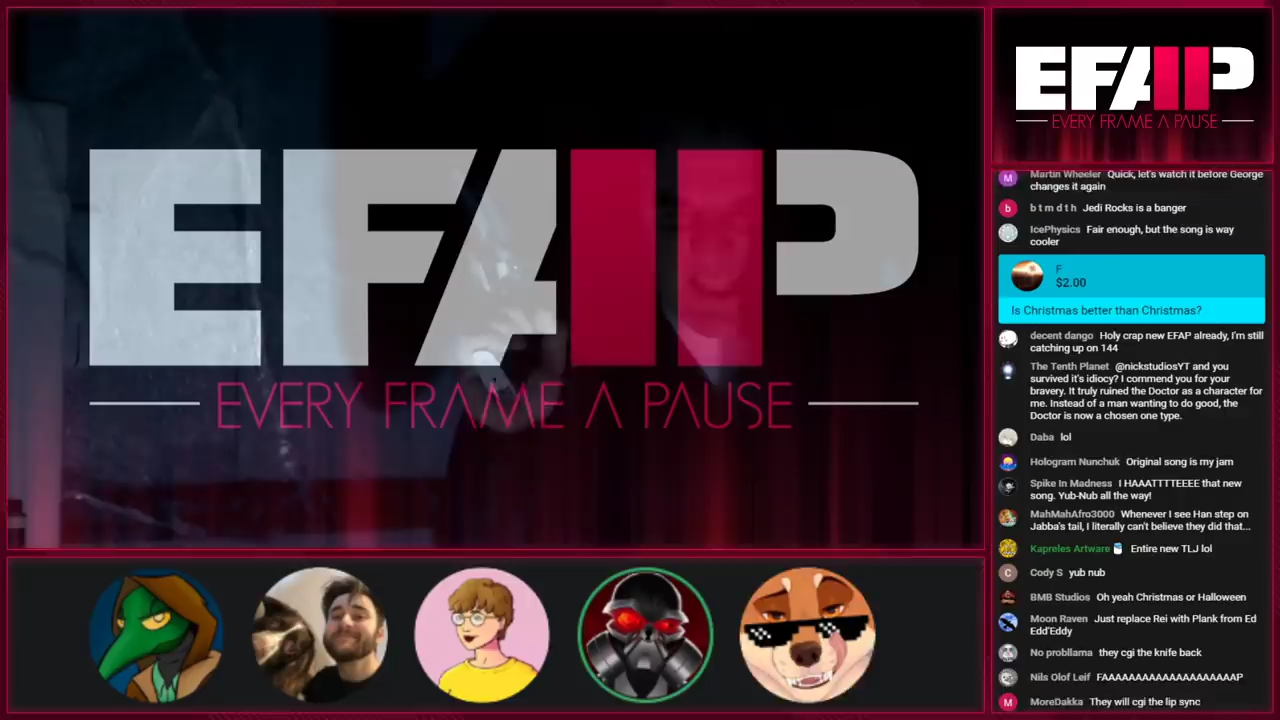 EFAP
EVERY FRAME A PAUSE
EFAP
EVERY FRAME A PAUSE
Martin Wheeler Quick, let's watch it before George
changes it again
b t m d t h Jedi Rocks is a banger
IcePhysics Fair enough, but the song is way
cooler
F
$2.00
Is Christmas better than Christmas?
decent dango Holy crap new EFAP already, I'm still
catching up on 144
The Tenth Planet @nickstudiosYT and you
survived it's idiocy? I commend you for your
bravery. It truly ruined the Doctor as a character for
me. Instead of a man wanting to do good, the
Doctor is now a chosen one type.
Daba lol
Hologram Nunchuk Original song is my jam
Spike In Madness I HAAATTTTEEEE that new
song. Yub-Nub all the way!
MahMahAfro3000 Whenever I see Han step on
Jabba's tail, I literally can't believe they did that...
Kapreles Artware Entire new TLJ lol
Cody S yub nub
BMB Studios Oh yeah Christmas or Halloween
Moon Raven Just replace Rei with Plank from Ed
Edd'Eddy
No probllama they cgi the knife back
Nils Olof Leif FAAAAAAAAAAAAAAAAAAAP
MoreDakka They will cgi the lip sync